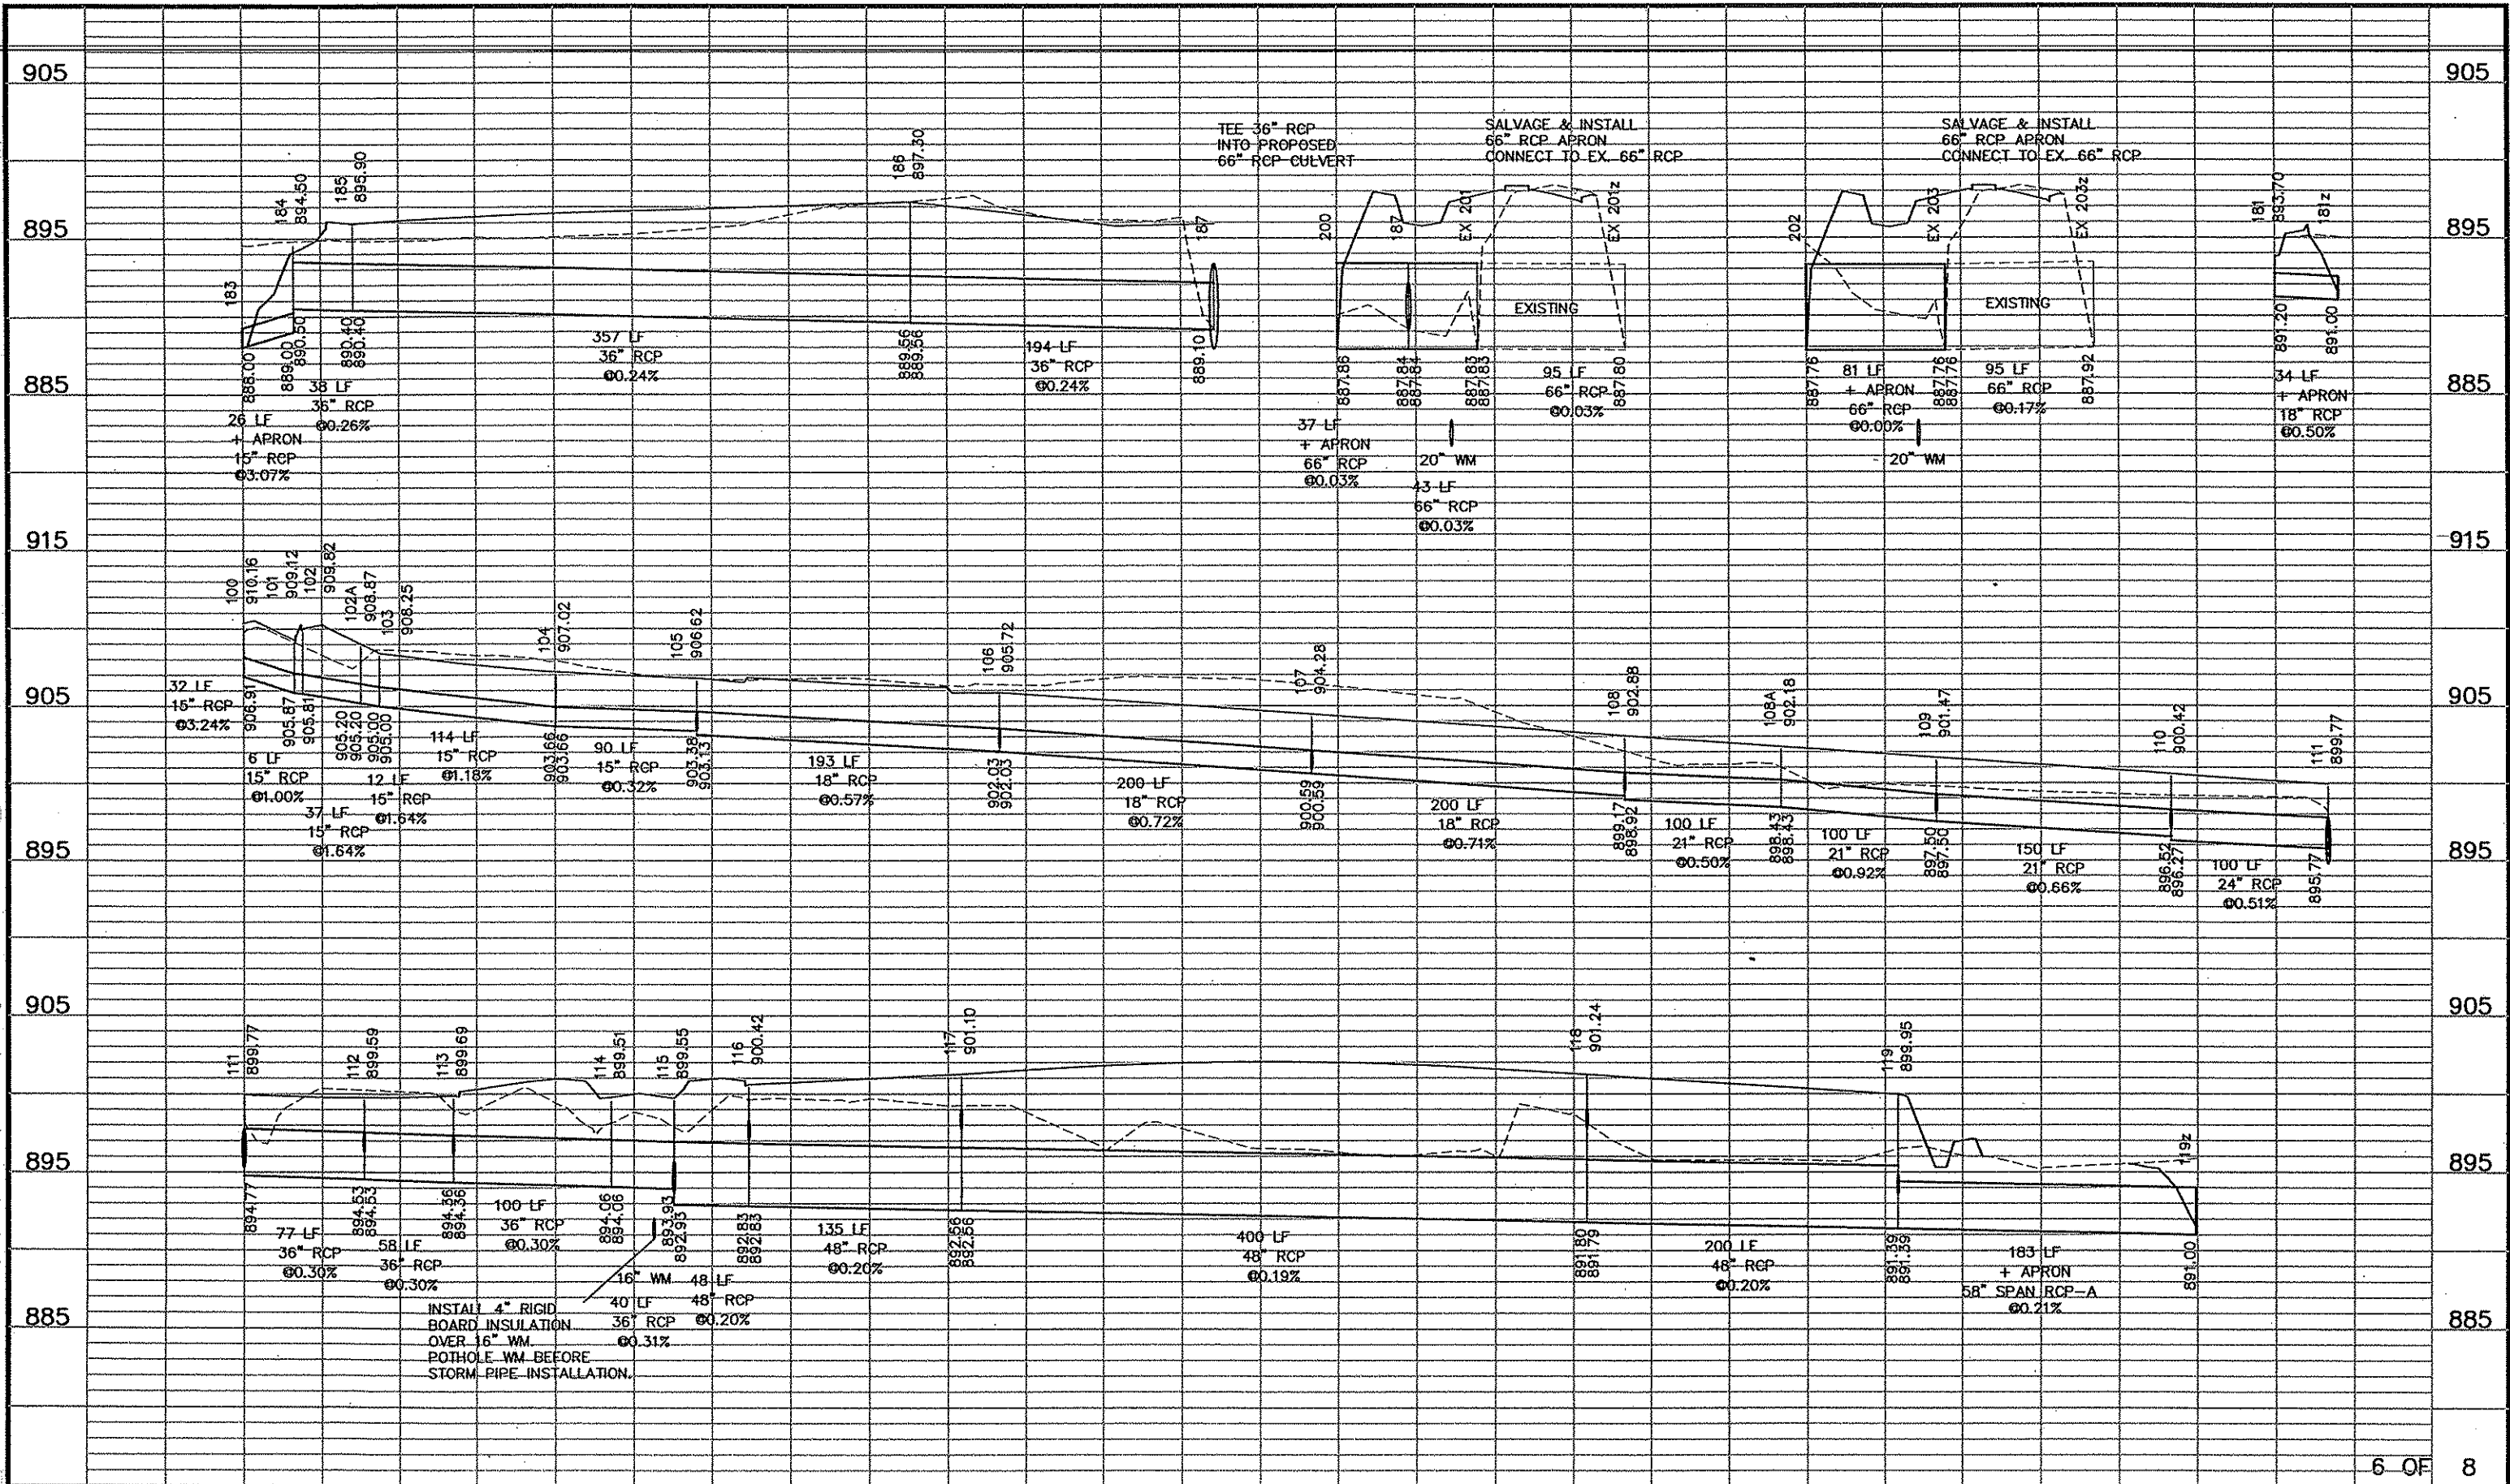 905
905
TEE 36" RCP
INTO PROPOSED
66" RCP CULVERT
SALVAGE & INSTALL
66" RCP APRON
CONNECT TO EX. 66" RCP
SALVAGE & INSTALL
66" RCP APRON
CONNECT TO EX. 66" RCP
895
895
183
184
894.50
185
895.90
186
897.30
187
200
187
EX 201
EX 201z
202
EX 203
EX 203z
181
893.70
181z
EXISTING
EXISTING
888.00
889.00
890.50
890.40
890.40
889.56
889.56
889.10
887.86
887.84
887.84
887.83
887.83
887.80
887.76
887.76
887.76
887.92
891.20
891.00
885
885
26 LF
+ APRON
15" RCP
@3.07%
38 LF
36" RCP
@0.26%
357 LF
36" RCP
@0.24%
194 LF
36" RCP
@0.24%
37 LF
+ APRON
66" RCP
@0.03%
20" WM
43 LF
66" RCP
@0.03%
95 LF
66" RCP
@0.03%
81 LF
+ APRON
66" RCP
@0.00%
20" WM
95 LF
66" RCP
@0.17%
34 LF
+ APRON
18" RCP
@0.50%
915
915
100
910.16
101
909.12
102
909.82
102A
908.87
103
908.25
104
907.02
105
906.62
106
905.72
107
904.28
108
902.88
108A
902.18
109
901.47
110
900.42
111
899.77
905
905
906.91
905.87
905.81
905.20
905.20
905.00
905.00
903.66
903.66
903.38
903.13
902.03
902.03
900.59
900.59
899.17
898.92
898.43
898.43
897.50
897.50
896.52
896.27
895.77
32 LF
15" RCP
@3.24%
6 LF
15" RCP
@1.00%
37 LF
15" RCP
@1.64%
12 LF
15" RCP
@1.64%
114 LF
15" RCP
@1.18%
90 LF
15" RCP
@0.32%
193 LF
18" RCP
@0.57%
200 LF
18" RCP
@0.72%
200 LF
18" RCP
@0.71%
100 LF
21" RCP
@0.50%
100 LF
21" RCP
@0.92%
150 LF
21" RCP
@0.66%
100 LF
24" RCP
@0.51%
895
895
905
905
111
899.77
112
899.59
113
899.69
114
899.51
115
899.55
116
900.42
117
901.10
118
901.24
119
899.95
119z
895
895
894.77
894.53
894.53
894.36
894.36
894.06
894.06
893.93
892.93
892.83
892.83
892.56
892.56
891.80
891.79
891.39
891.39
891.00
77 LF
36" RCP
@0.30%
58 LF
36" RCP
@0.30%
100 LF
36" RCP
@0.30%
16" WM
40 LF
36" RCP
@0.31%
48 LF
48" RCP
@0.20%
135 LF
48" RCP
@0.20%
400 LF
48" RCP
@0.19%
200 LF
48" RCP
@0.20%
183 LF
+ APRON
58" SPAN RCP-A
@0.21%
INSTALL 4" RIGID
BOARD INSULATION
OVER 16" WM.
POTHOLE WM BEFORE
STORM PIPE INSTALLATION.
885
885
6 OF 8